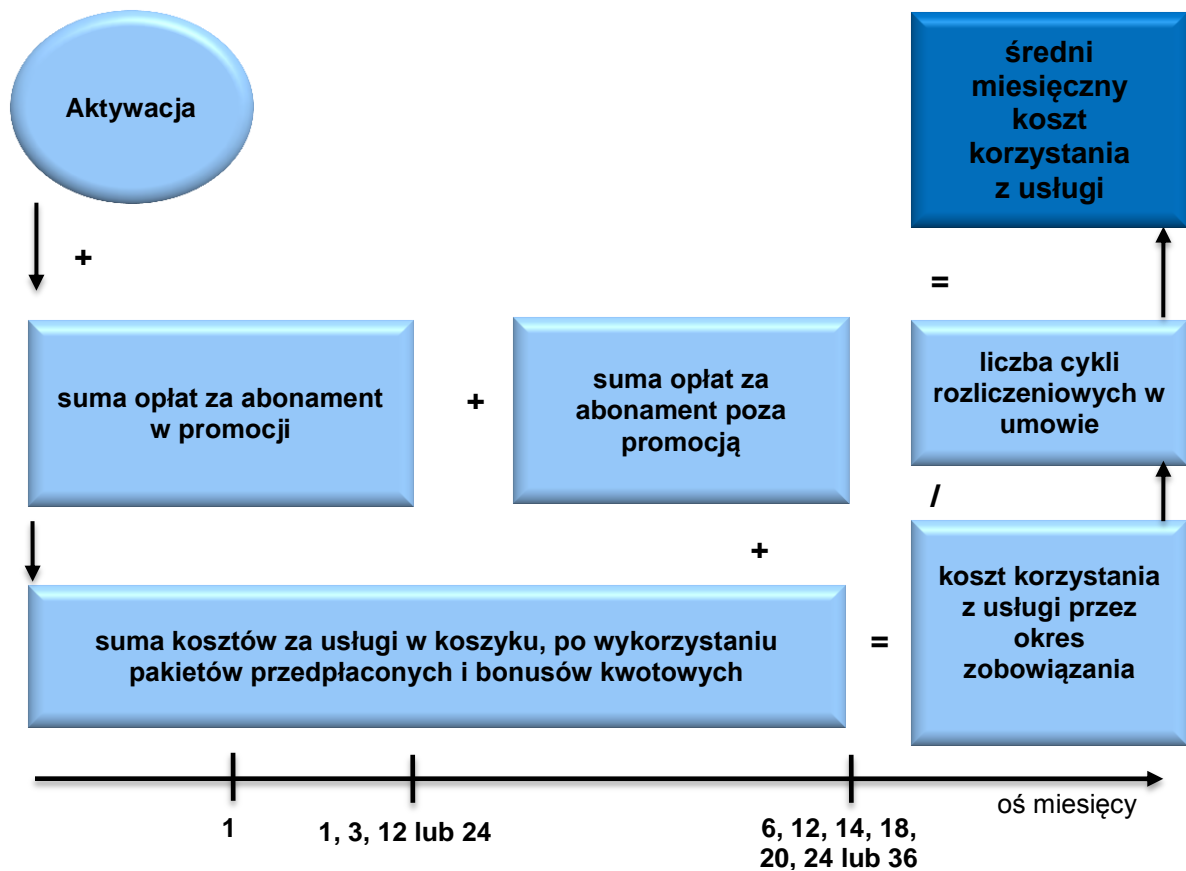 Aktywacja
+
suma opłat za abonament
w promocji
+
suma opłat za
abonament poza
promocją
+
suma kosztów za usługi w koszyku, po wykorzystaniu
pakietów przedpłaconych i bonusów kwotowych
=
koszt korzystania
z usługi przez
okres
zobowiązania
/
liczba cykli
rozliczeniowych w
umowie
=
średni
miesięczny
koszt
korzystania
z usługi
oś miesięcy
1
1, 3, 12 lub 24
6, 12, 14, 18,
20, 24 lub 36